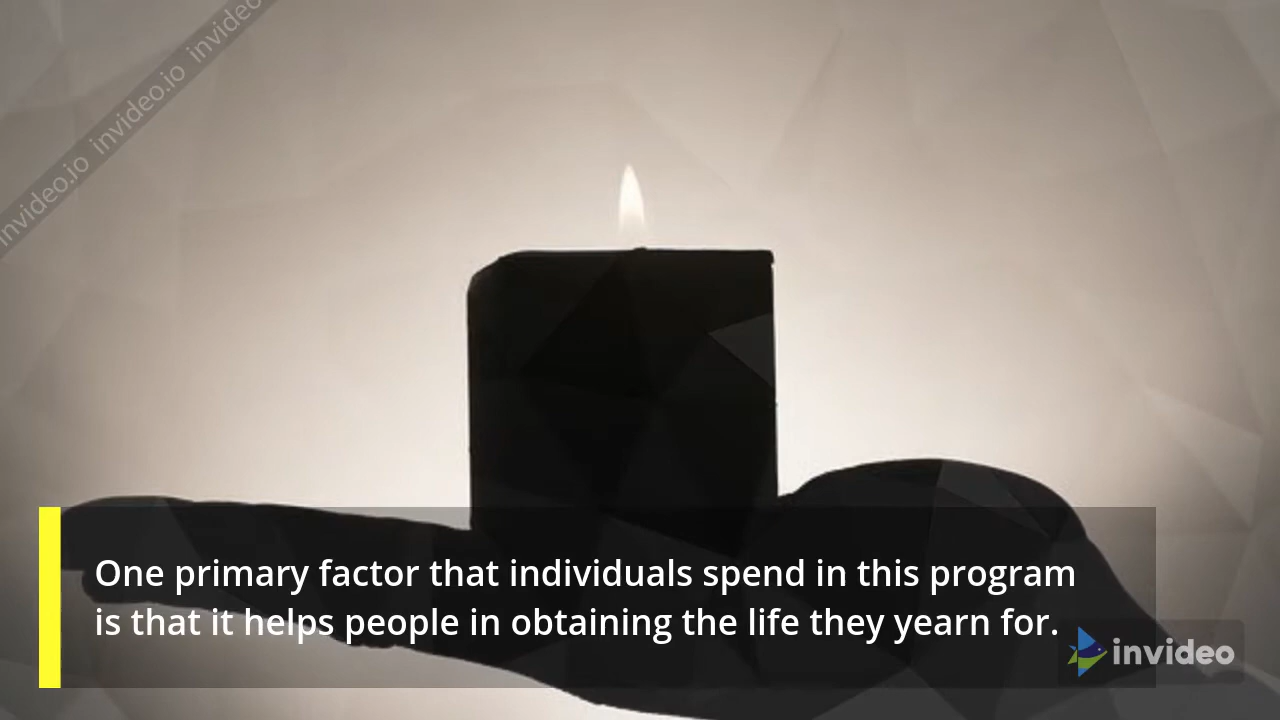 invideo.io invideo.io invideo
One primary factor that individuals spend in this program
is that it helps people in obtaining the life they yearn for.
invideo